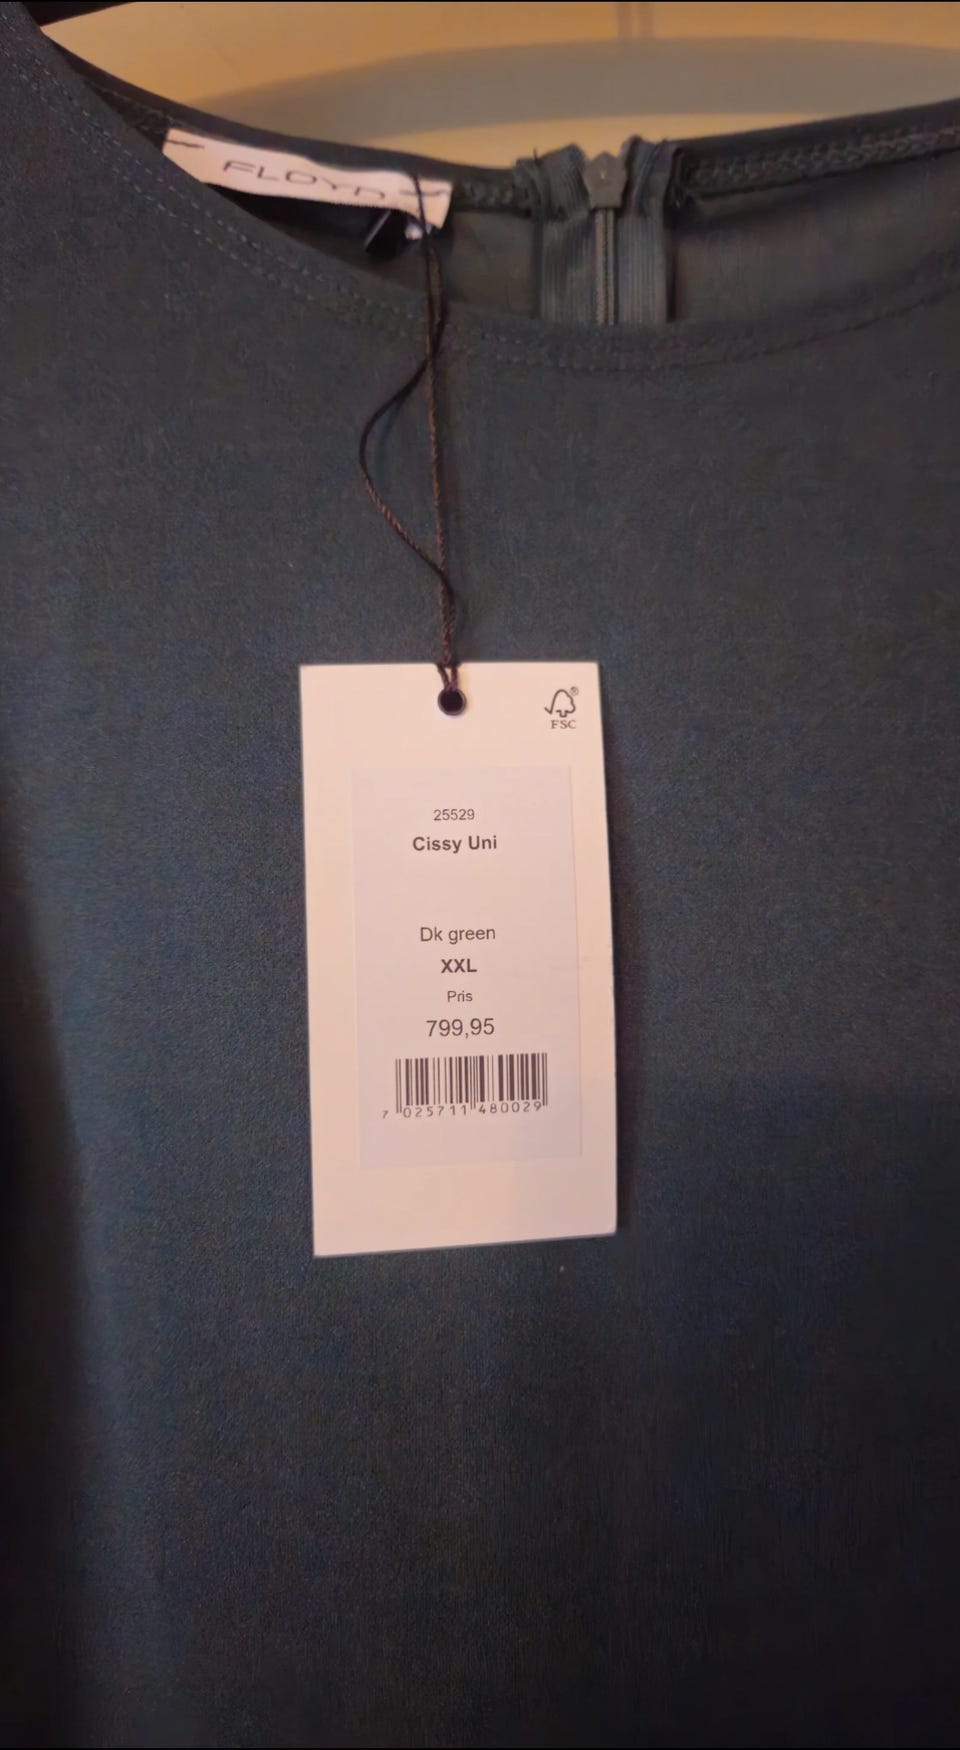 FLOYD
FSC
25529
Cissy Uni
Dk green
XXL
Pris
799,95
7 025711 480029